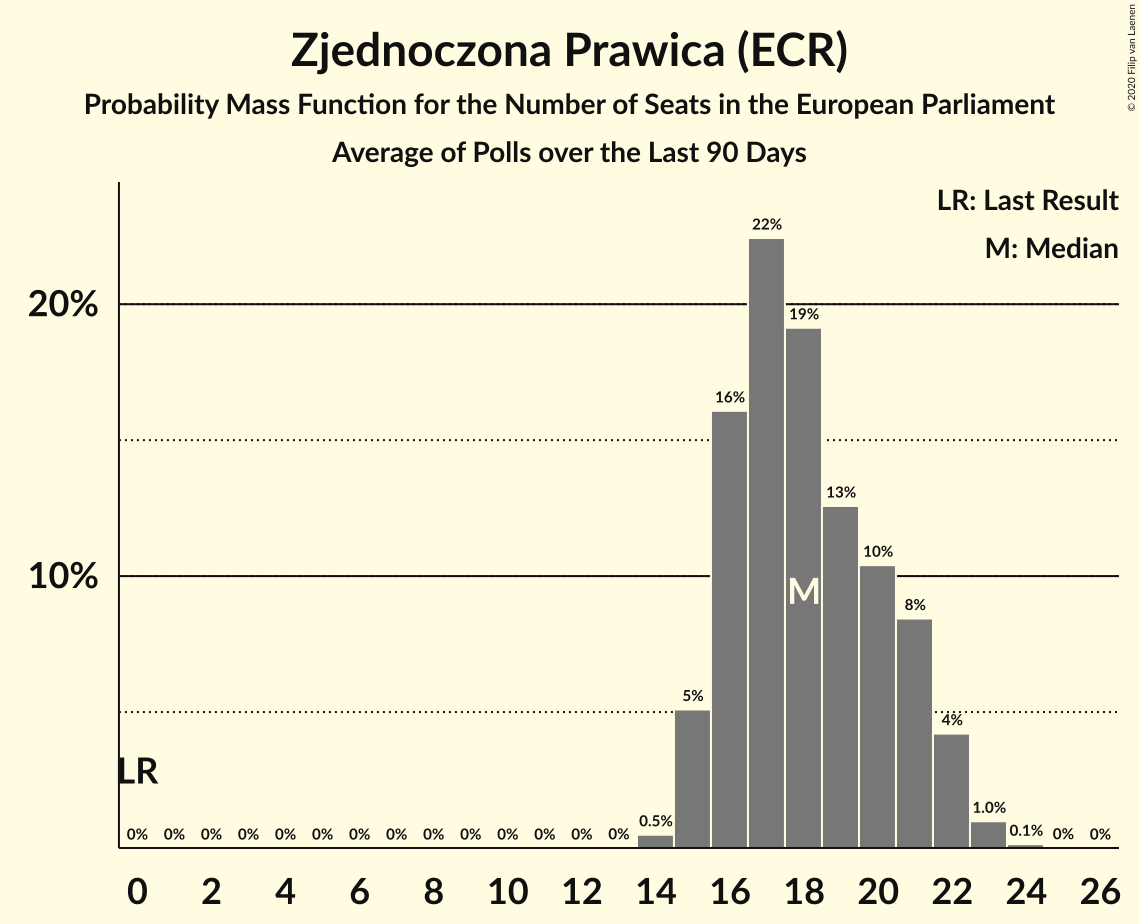 Zjednoczona Prawica (ECR)
Probability Mass Function for the Number of Seats in the European Parliament
Average of Polls over the Last 90 Days
© 2020 Filip van Laenen
LR: Last Result
M: Median
22%
20%
19%
16%
13%
10%
10%
8%
M
5%
4%
LR
0% 0% 0% 0% 0% 0% 0% 0% 0% 0% 0% 0% 0% 0% 0.5% 1.0% 0.1% 0% 0%
0 2 4 6 8 10 12 14 16 18 20 22 24 26